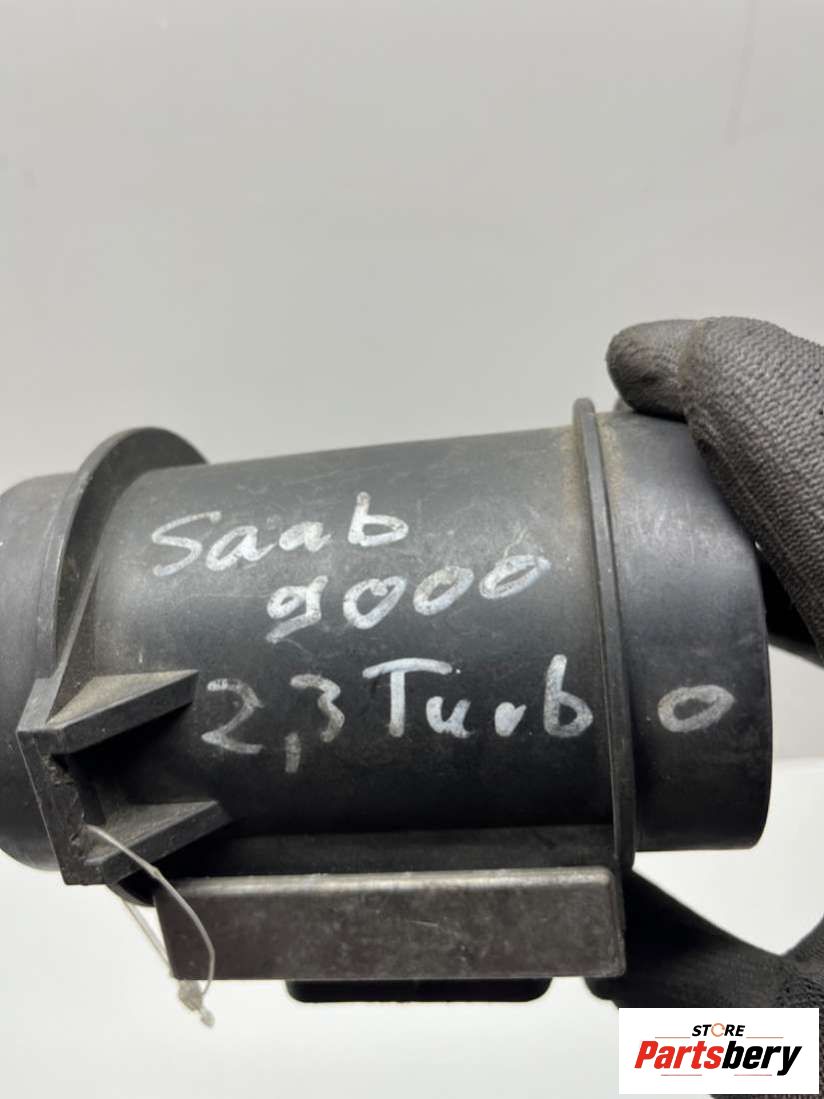 Saab
9000
2,3 Turbo
STORE
Partsbery